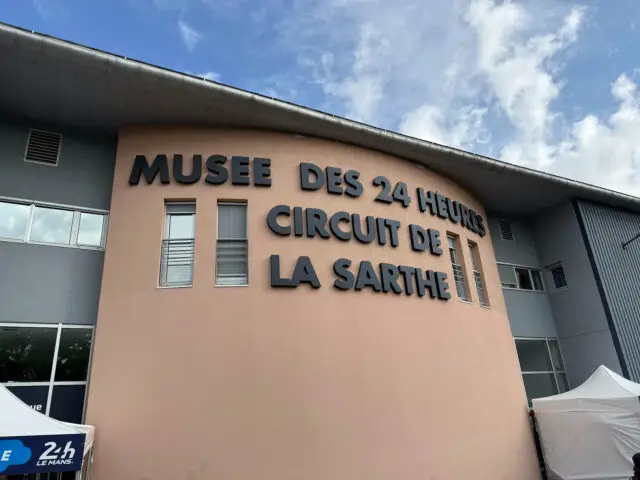 MUSEE DES 24 HEURES
CIRCUIT DE
LA SARTHE
24h
LE MANS